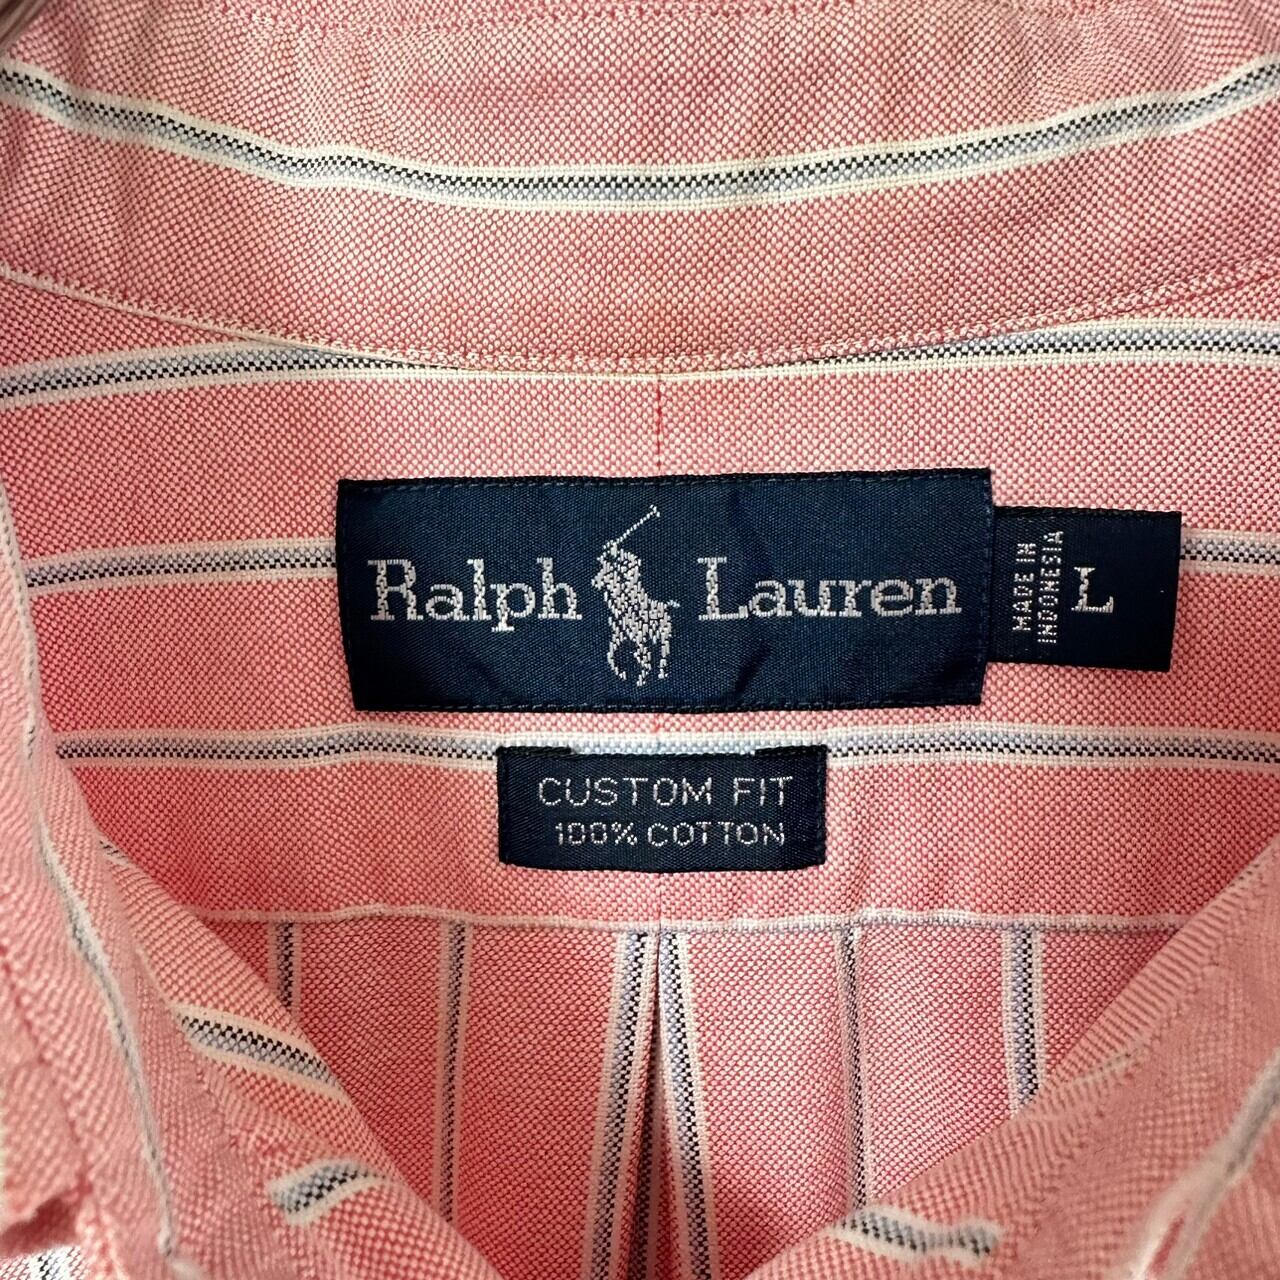 Ralph Lauren
MADE IN
INDONESIA
L
CUSTOM FIT
100% COTTON